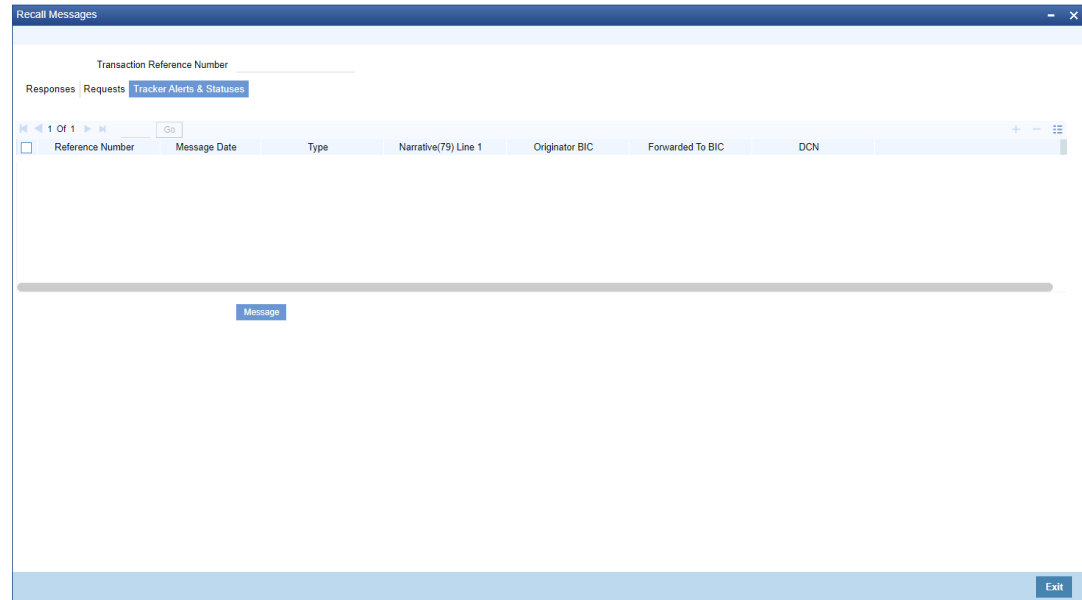 Recall Messages
Transaction Reference Number
Responses Requests Tracker Alerts & Statuses
1 Of 1 Go
Reference Number Message Date Type Narrative(79) Line 1 Originator BIC Forwarded To BIC DCN
Message
Exit